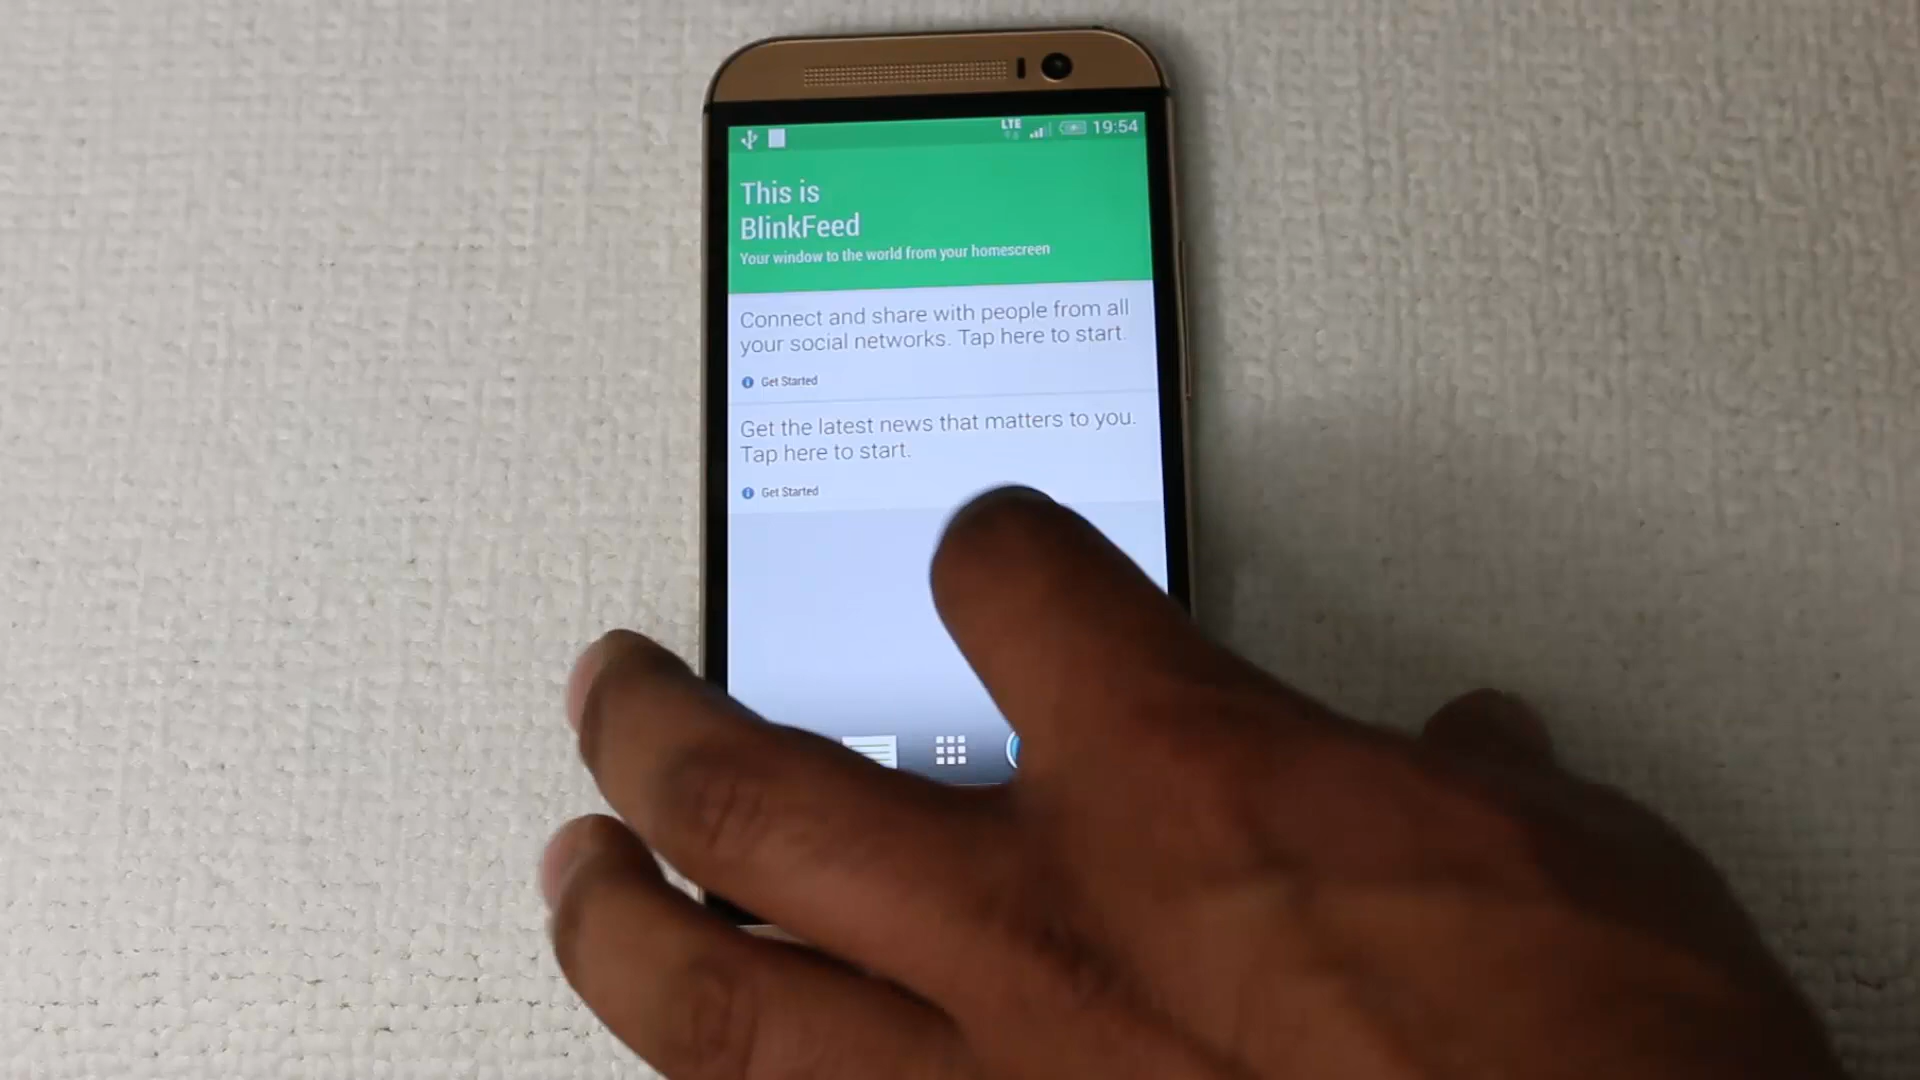 LTE 19:54
This is
BlinkFeed
Your window to the world from your homescreen
Connect and share with people from all
your social networks. Tap here to start.
Get Started
Get the latest news that matters to you.
Tap here to start.
Get Started